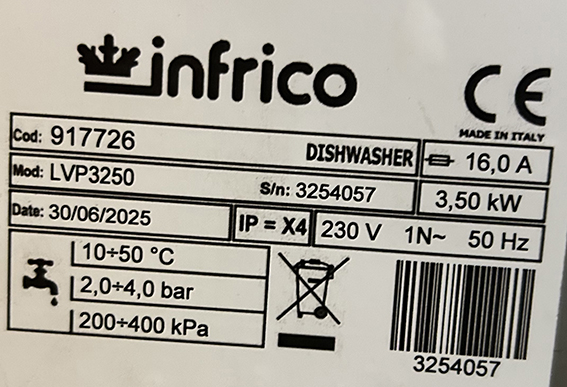 infrico
CE
MADE IN ITALY
Cod: 917726
DISHWASHER
16,0 A
Mod: LVP3250
S/n: 3254057
3,50 kW
Date: 30/06/2025
IP = X4
230 V 1N~ 50 Hz
10÷50 °C
2,0÷4,0 bar
200÷400 kPa
3254057